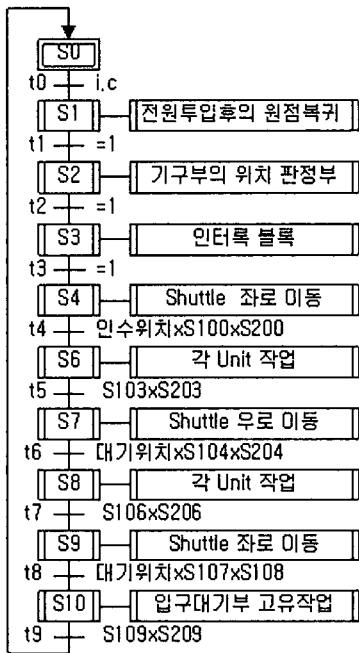 S0
t0 i.c
S1 전원투입후의 원점복귀
t1 =1
S2 기구부의 위치 판정부
t2 =1
S3 인터록 블록
t3 =1
S4 Shuttle 좌로 이동
t4 인수위치xS100xS200
S6 각 Unit 작업
t5 S103xS203
S7 Shuttle 우로 이동
t6 대기위치xS104xS204
S8 각 Unit 작업
t7 S106xS206
S9 Shuttle 좌로 이동
t8 대기위치xS107xS108
S10 입구대기부 고유작업
t9 S109xS209